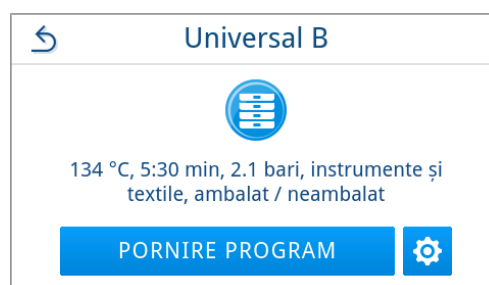 Universal B
134 °C, 5:30 min, 2.1 bari, instrumente și
textile, ambalat / neambalat
PORNIRE PROGRAM